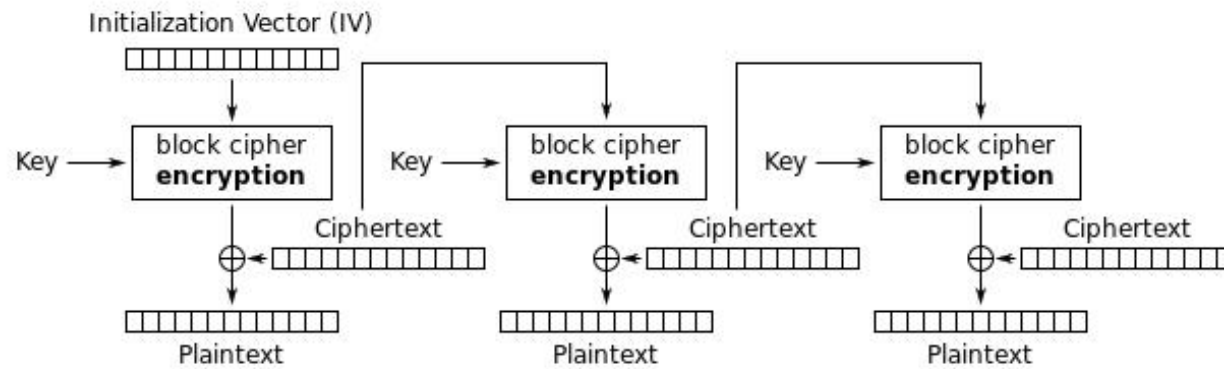 Initialization Vector (IV)
Key
block cipher
encryption
Ciphertext
Plaintext
Key
block cipher
encryption
Ciphertext
Plaintext
Key
block cipher
encryption
Ciphertext
Plaintext